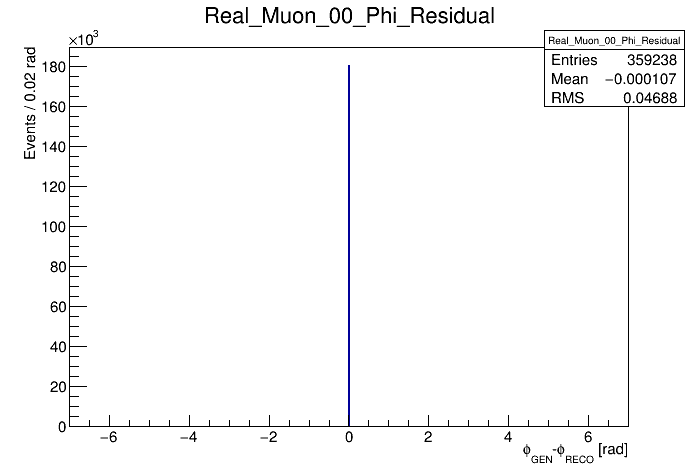 Real_Muon_00_Phi_Residual
×10³
Real_Muon_00_Phi_Residual
Entries 359238
Mean −0.000107
RMS 0.04688
Events / 0.02 rad
180
160
140
120
100
80
60
40
20
0
−6 −4 −2 0 2 4 6
ϕGEN-ϕRECO [rad]